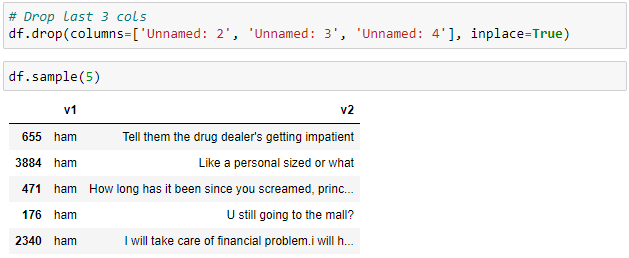 # Drop last 3 cols
df.drop(columns=['Unnamed: 2', 'Unnamed: 3', 'Unnamed: 4'], inplace=True)
df.sample(5)
v1 v2
655 ham Tell them the drug dealer's getting impatient
3884 ham Like a personal sized or what
471 ham How long has it been since you screamed, princ...
176 ham U still going to the mall?
2340 ham I will take care of financial problem.i will h...